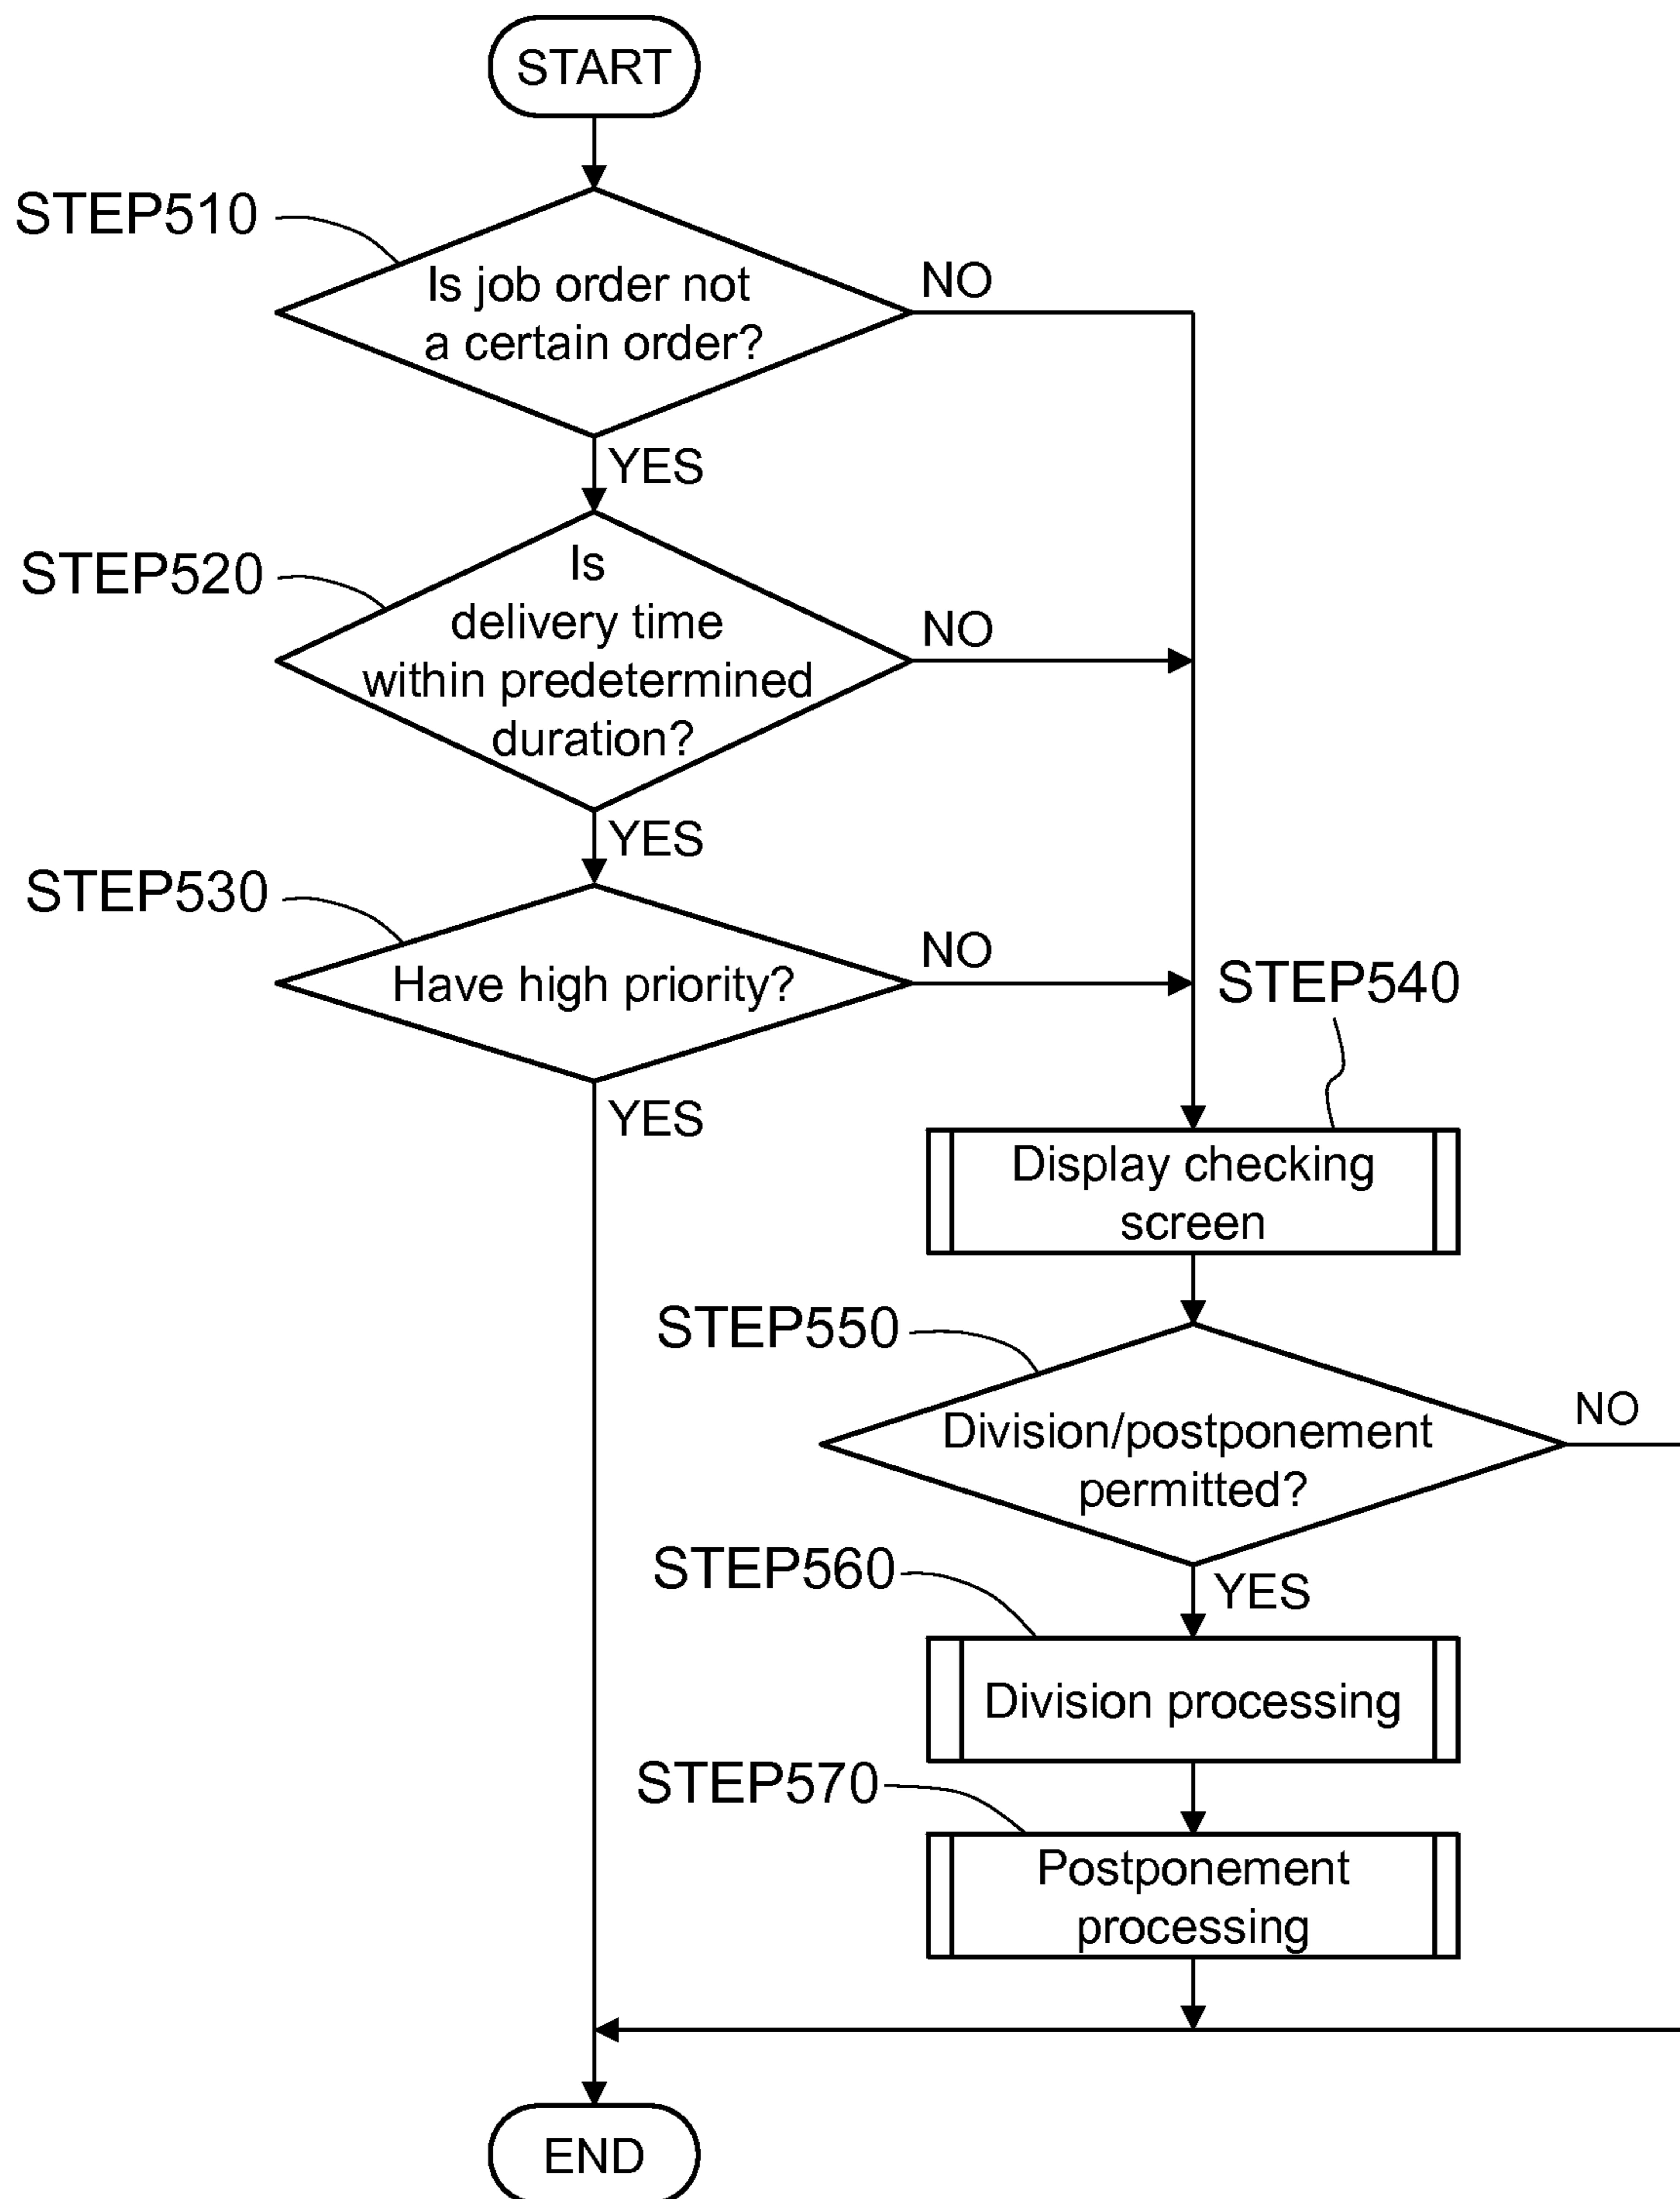 START
STEP510
Is job order not
a certain order?
NO
YES
STEP520
Is
delivery time
within predetermined
duration?
NO
YES
STEP530
Have high priority?
NO
YES
STEP540
Display checking
screen
STEP550
Division/postponement
permitted?
NO
YES
STEP560
Division processing
STEP570
Postponement
processing
END